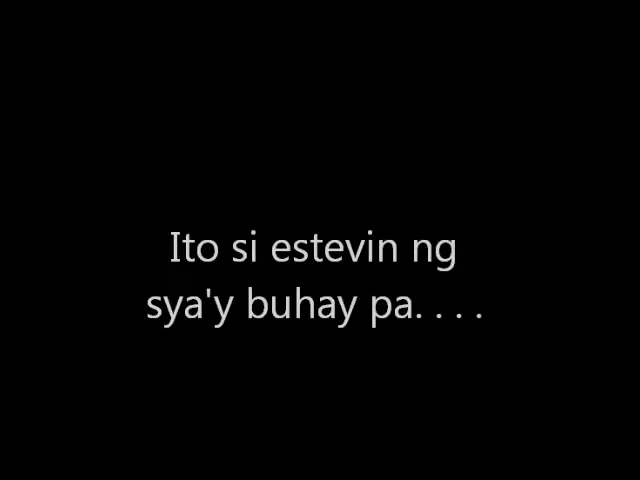 Ito si estevin ng
sya'y buhay pa. . . .